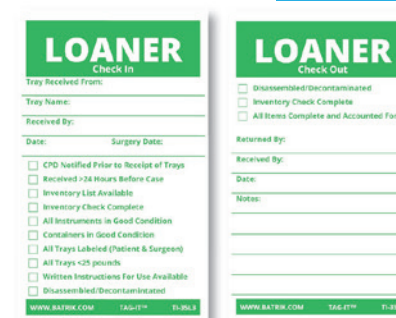 LOANER
Check In
Tray Received From:
Tray Name:
Received By:
Date: Surgery Date:
CPD Notified Prior to Receipt of Trays
Received >24 Hours Before Case
Inventory List Available
Inventory Check Complete
All Instruments in Good Condition
Containers in Good Condition
All Trays Labeled (Patient & Surgeon)
All Trays <25 pounds
Written Instructions For Use Available
Disassembled/Decontamintated
WWW.BATRIK.COM TAG-IT™ TI-35L3
LOANER
Check Out
Disassembled/Decontaminated
Inventory Check Complete
All Items Complete and Accounted For
Returned By:
Received By:
Date:
Notes:
WWW.BATRIK.COM TAG-IT™